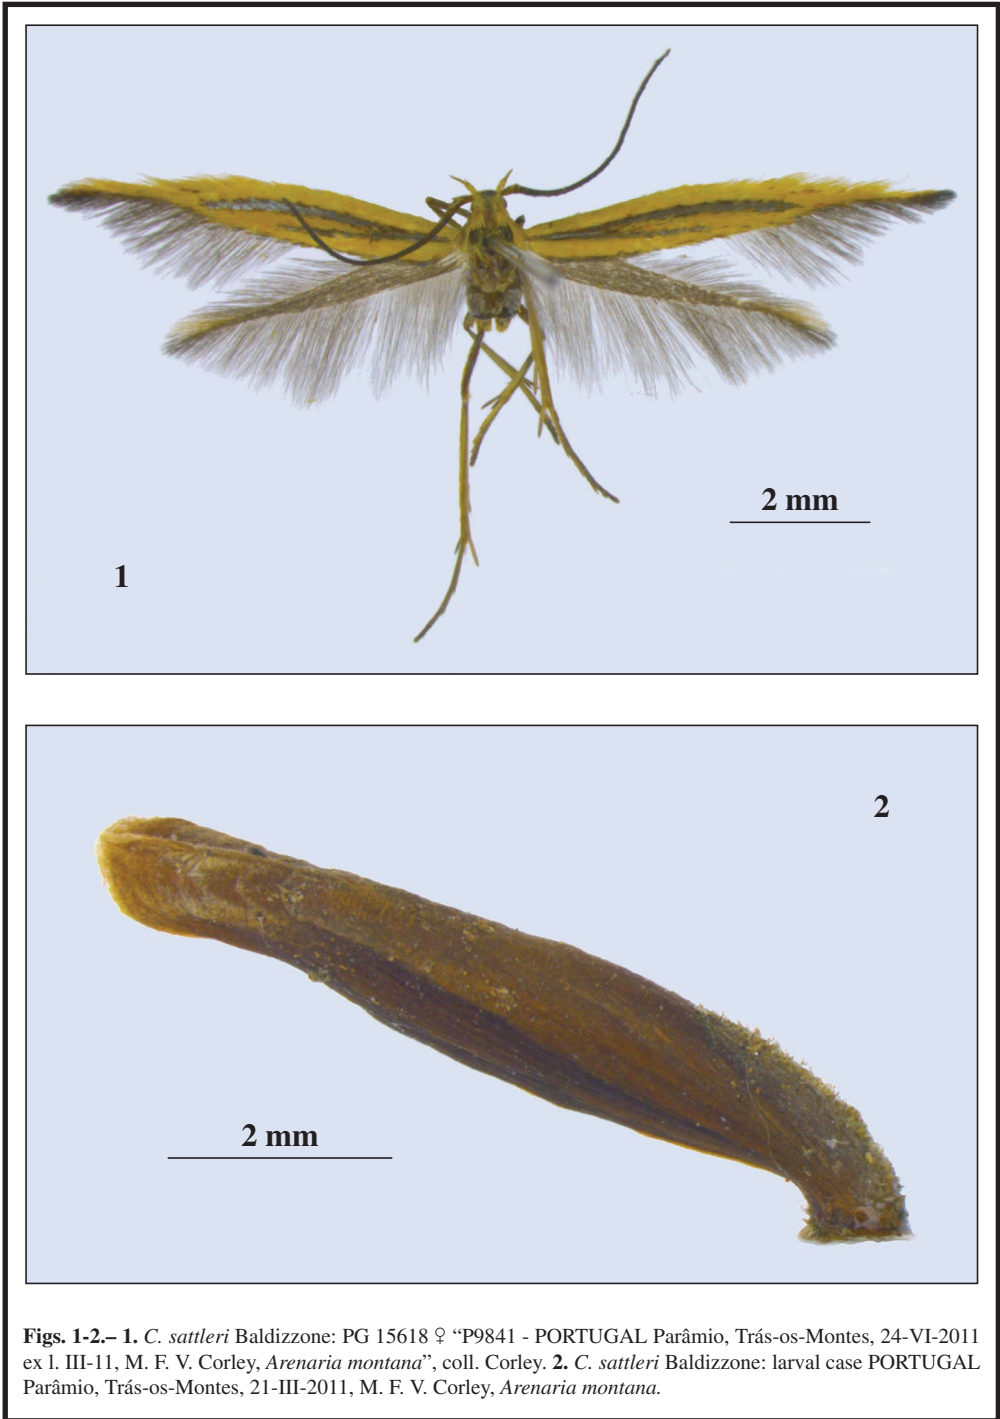 2 mm
1
2
2 mm
Figs. 1-2.– 1. C. sattleri Baldizzone: PG 15618 ♀ “P9841 - PORTUGAL Parâmio, Trás-os-Montes, 24-VI-2011
ex l. III-11, M. F. V. Corley, Arenaria montana”, coll. Corley. 2. C. sattleri Baldizzone: larval case PORTUGAL
Parâmio, Trás-os-Montes, 21-III-2011, M. F. V. Corley, Arenaria montana.